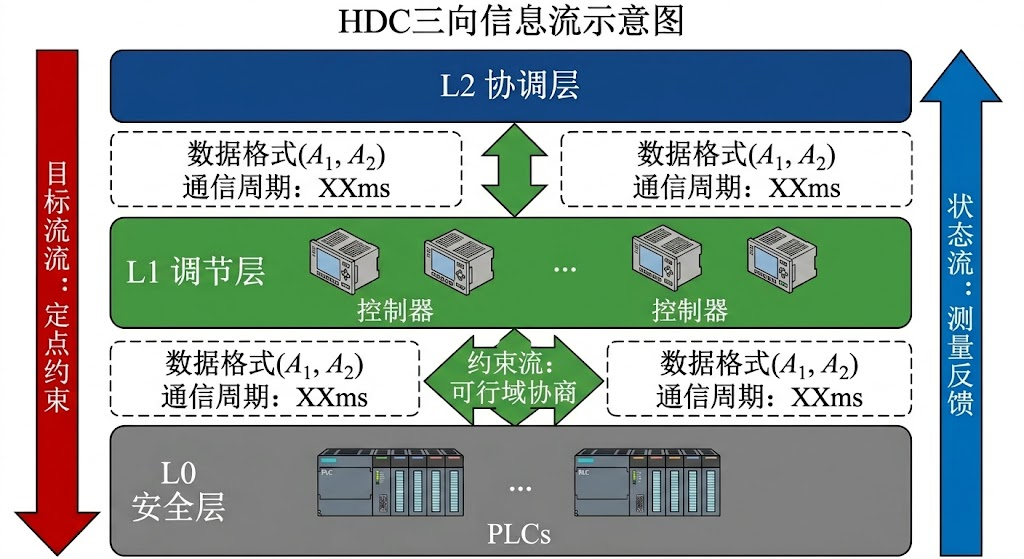 HDC三向信息流示意图
目标流流：定点约束
L2 协调层
数据格式(A₁, A₂)
通信周期：XXms
数据格式(A₁, A₂)
通信周期：XXms
L1 调节层
...
控制器
控制器
数据格式(A₁, A₂)
通信周期：XXms
约束流：
可行域协商
数据格式(A₁, A₂)
通信周期：XXms
L0
安全层
PLC
...
PLCs
状态流：测量反馈